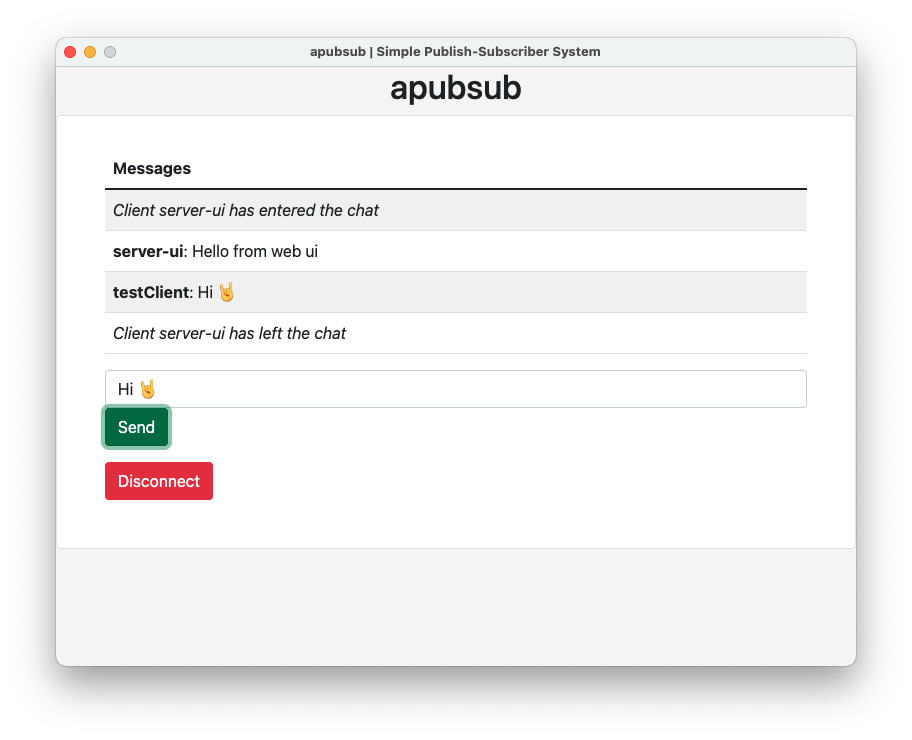 apubsub | Simple Publish-Subscriber System
apubsub
Messages
Client server-ui has entered the chat
server-ui: Hello from web ui
testClient: Hi 🤘
Client server-ui has left the chat
Hi 🤘
Send
Disconnect